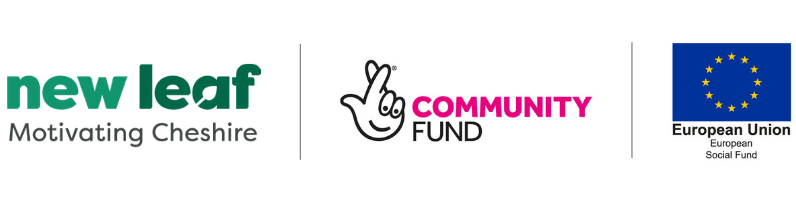 new leaf
Motivating Cheshire
®
COMMUNITY
FUND
European Union
European
Social Fund